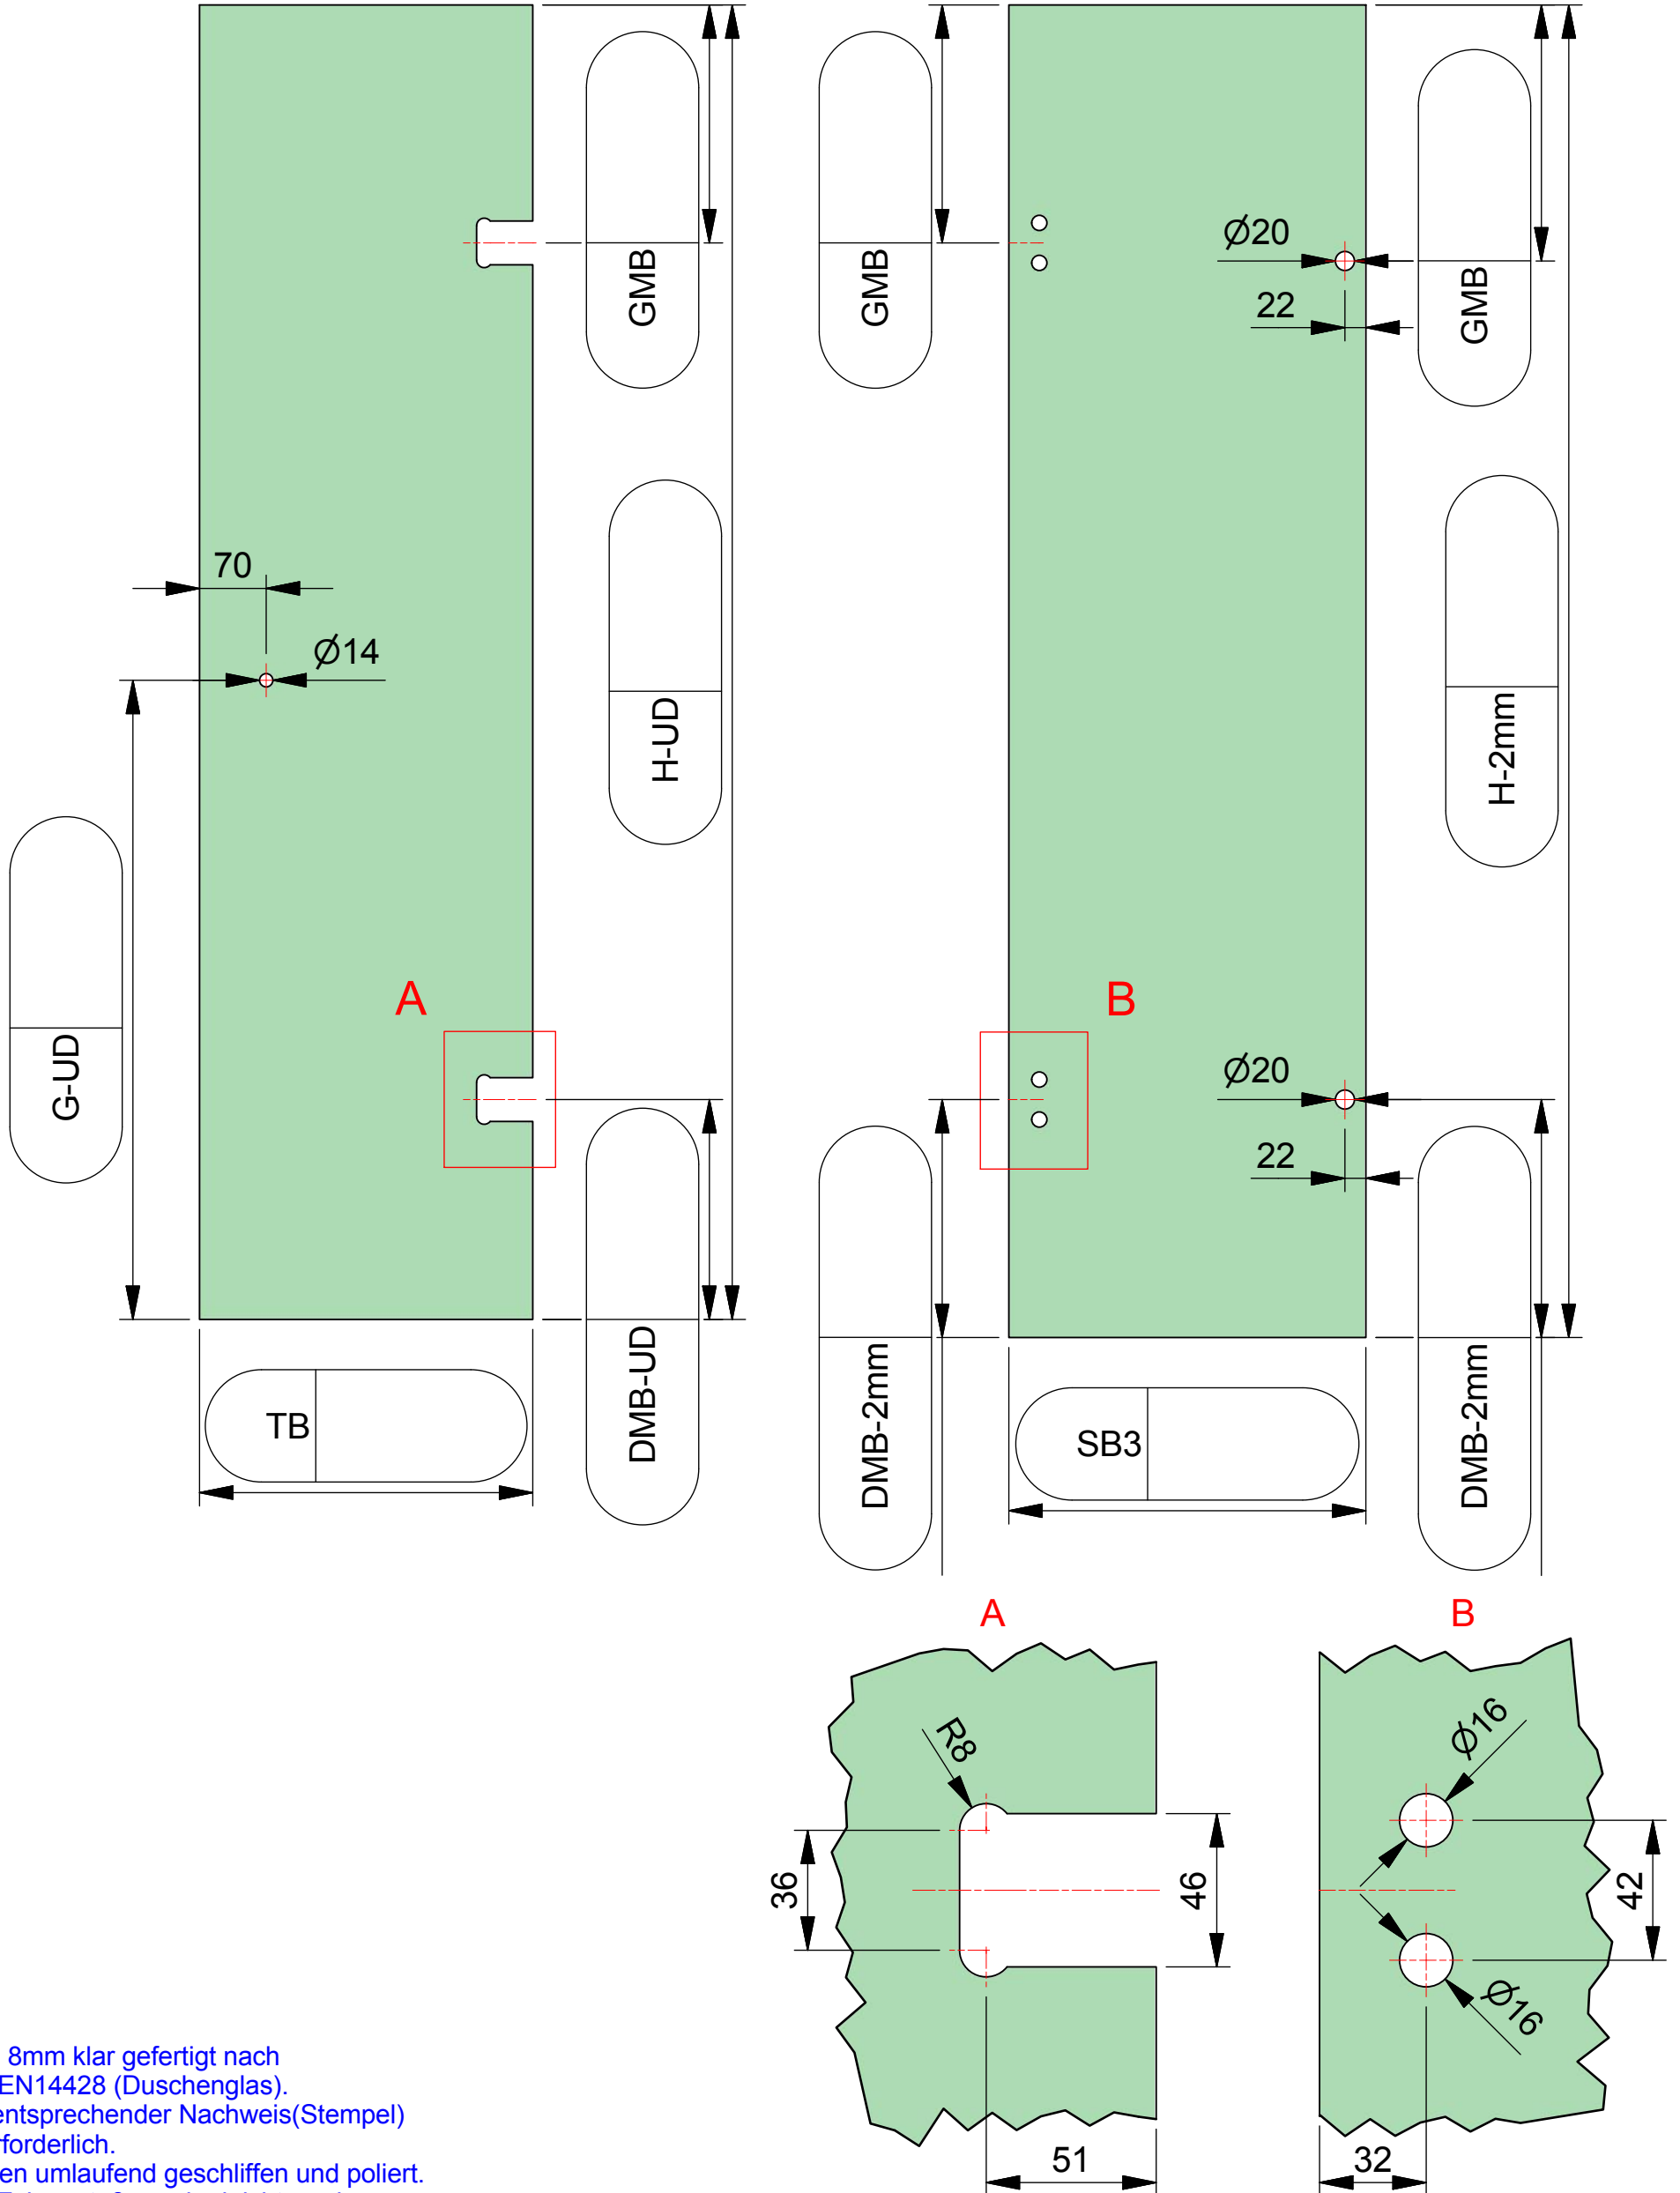 GMB
GMB
Ø20
22
GMB
70
Ø14
H-UD
H-2mm
G-UD
A
B
Ø20
22
DMB-UD
DMB-2mm
DMB-2mm
TB
SB3
A
B
R8
36
46
51
Ø16
42
Ø16
32
8mm klar gefertigt nach
EN14428 (Duschenglas).
entsprechender Nachweis(Stempel)
umlaufend geschliffen und poliert.